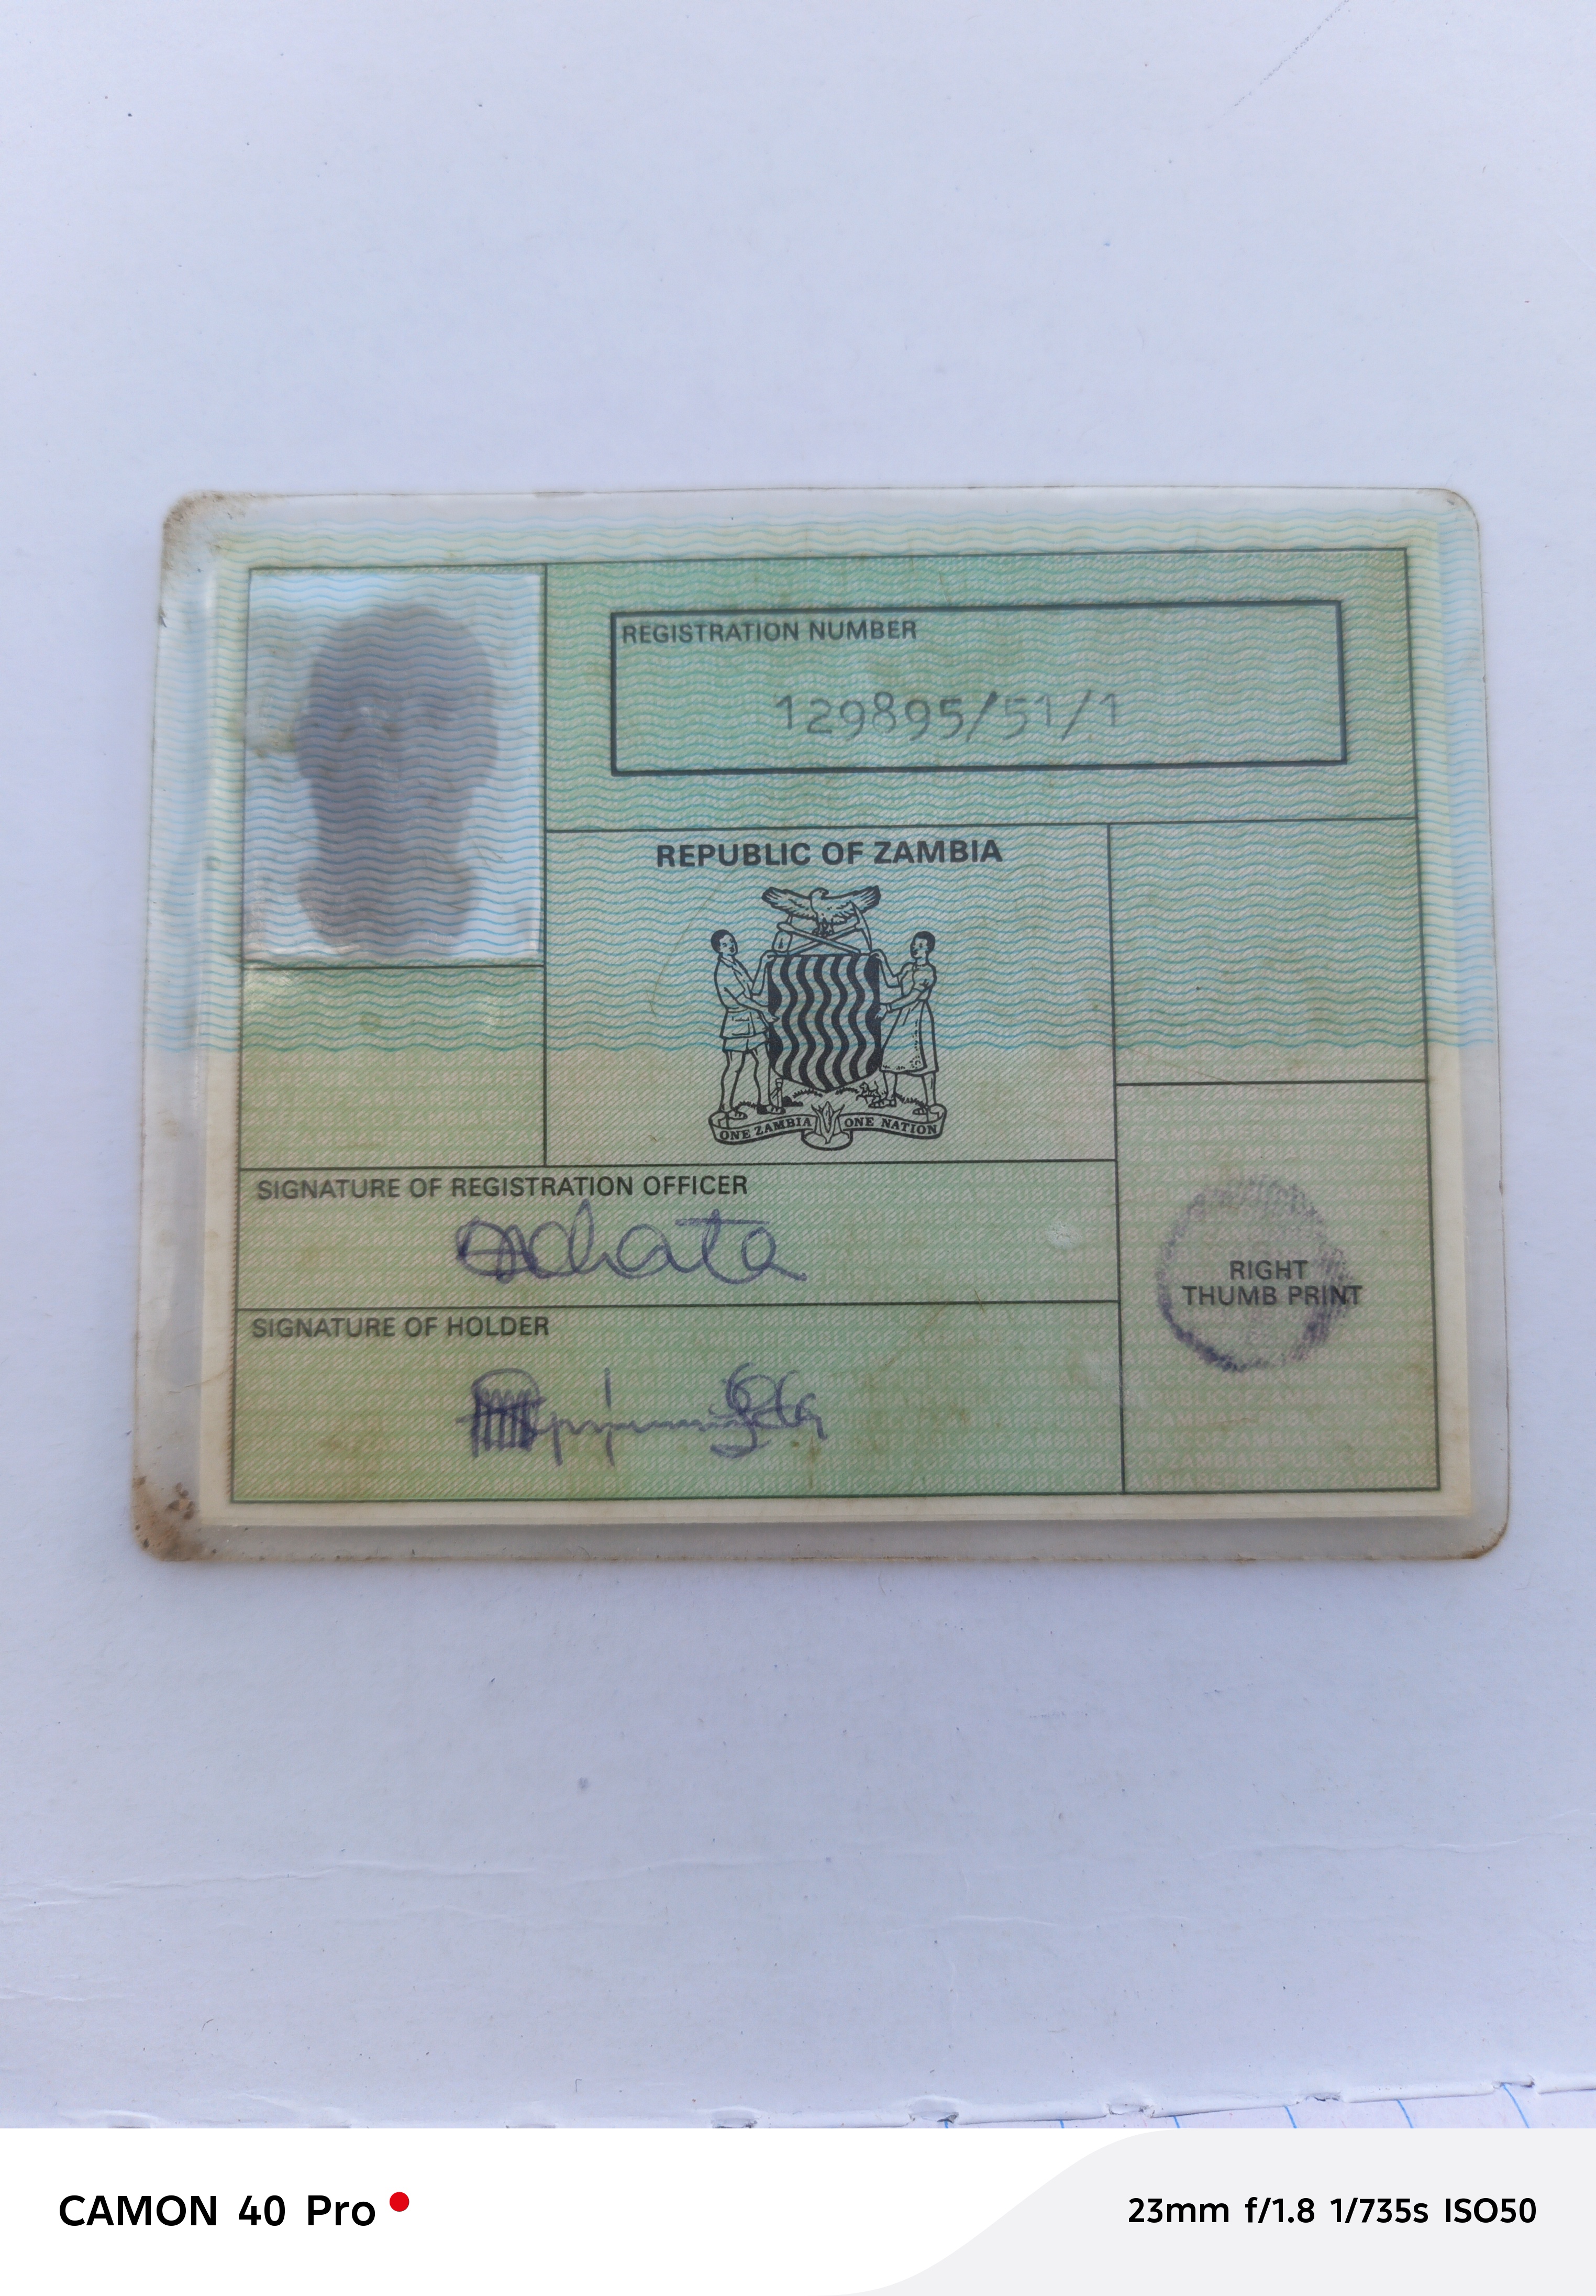 REGISTRATION NUMBER
129895/51/1
REPUBLIC OF ZAMBIA
ONE ZAMBIA ONE NATION
SIGNATURE OF REGISTRATION OFFICER
SIGNATURE OF HOLDER
RIGHT
THUMB PRINT
CAMON 40 Pro
23mm f/1.8 1/735s ISO50